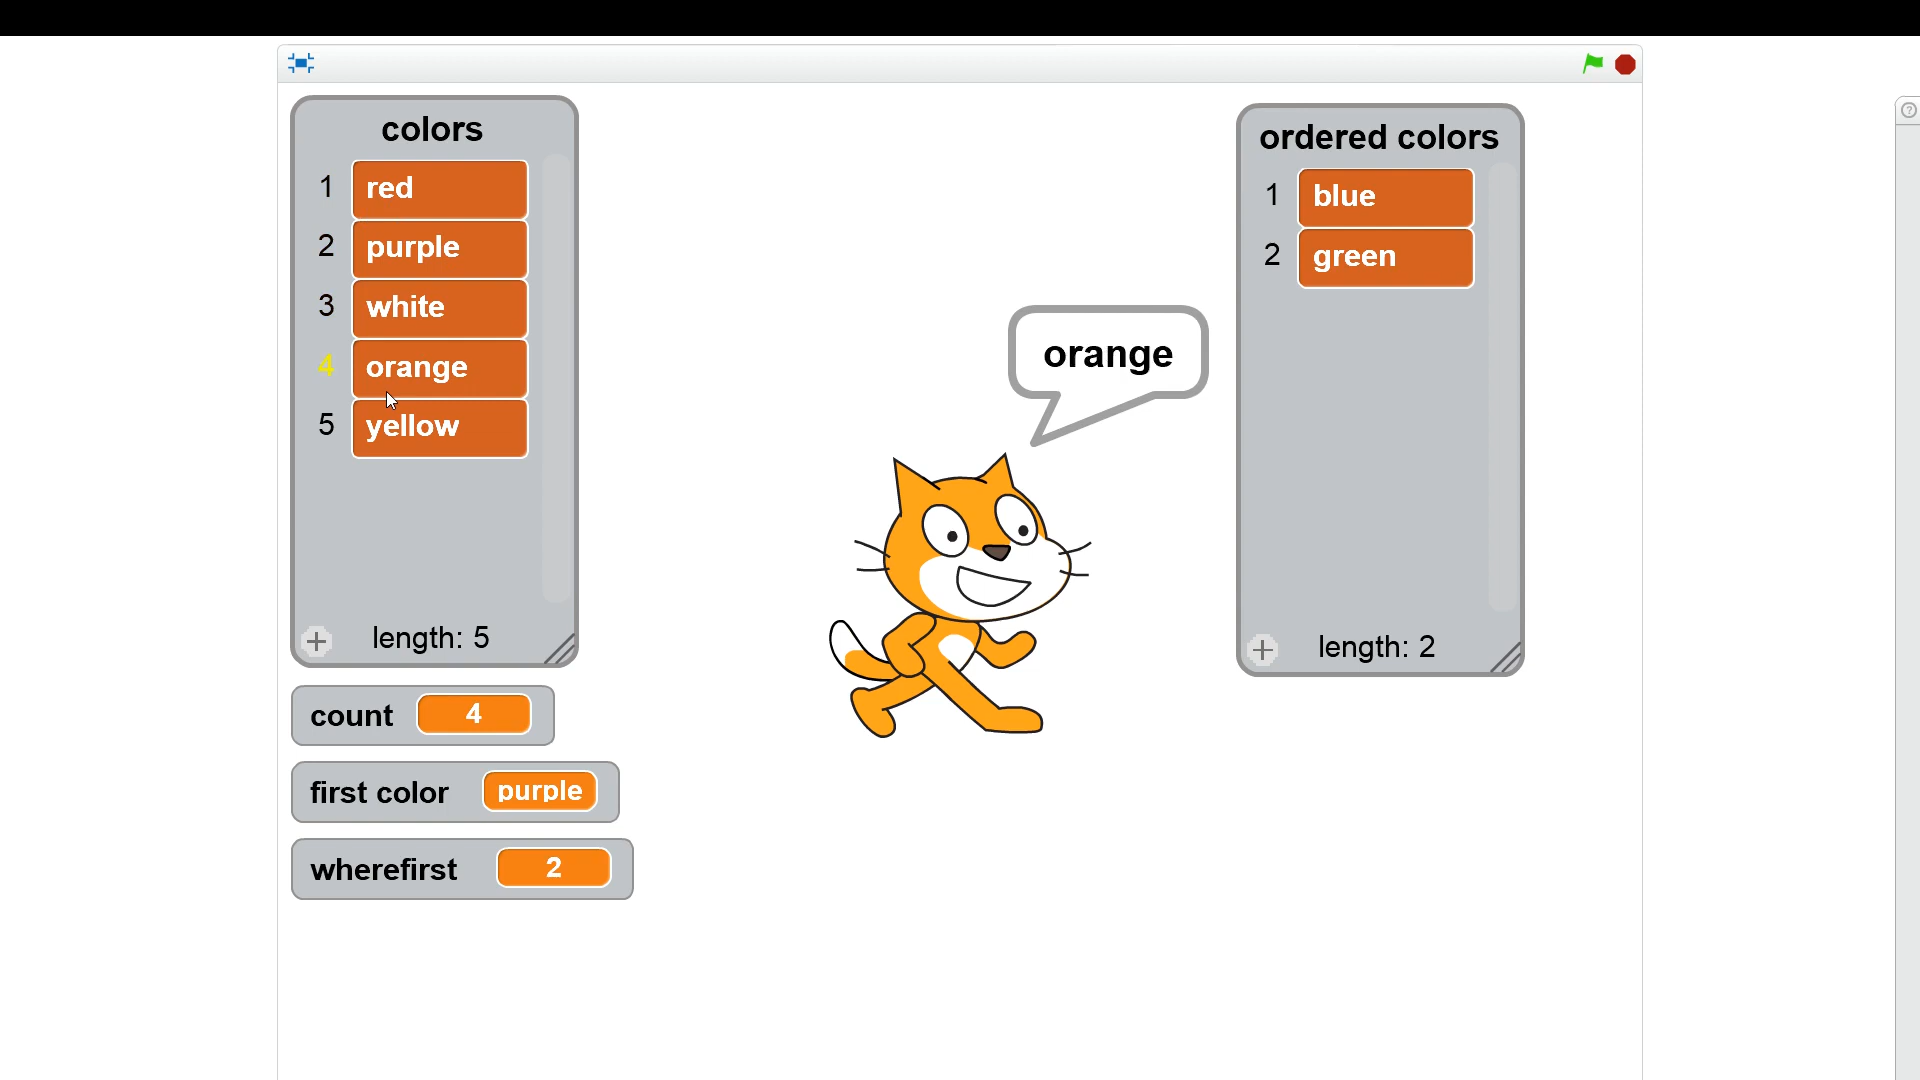 colors
1 red
2 purple
3 white
4 orange
5 yellow
+ length: 5
count 4
first color purple
wherefirst 2
orange
ordered colors
1 blue
2 green
+ length: 2
?